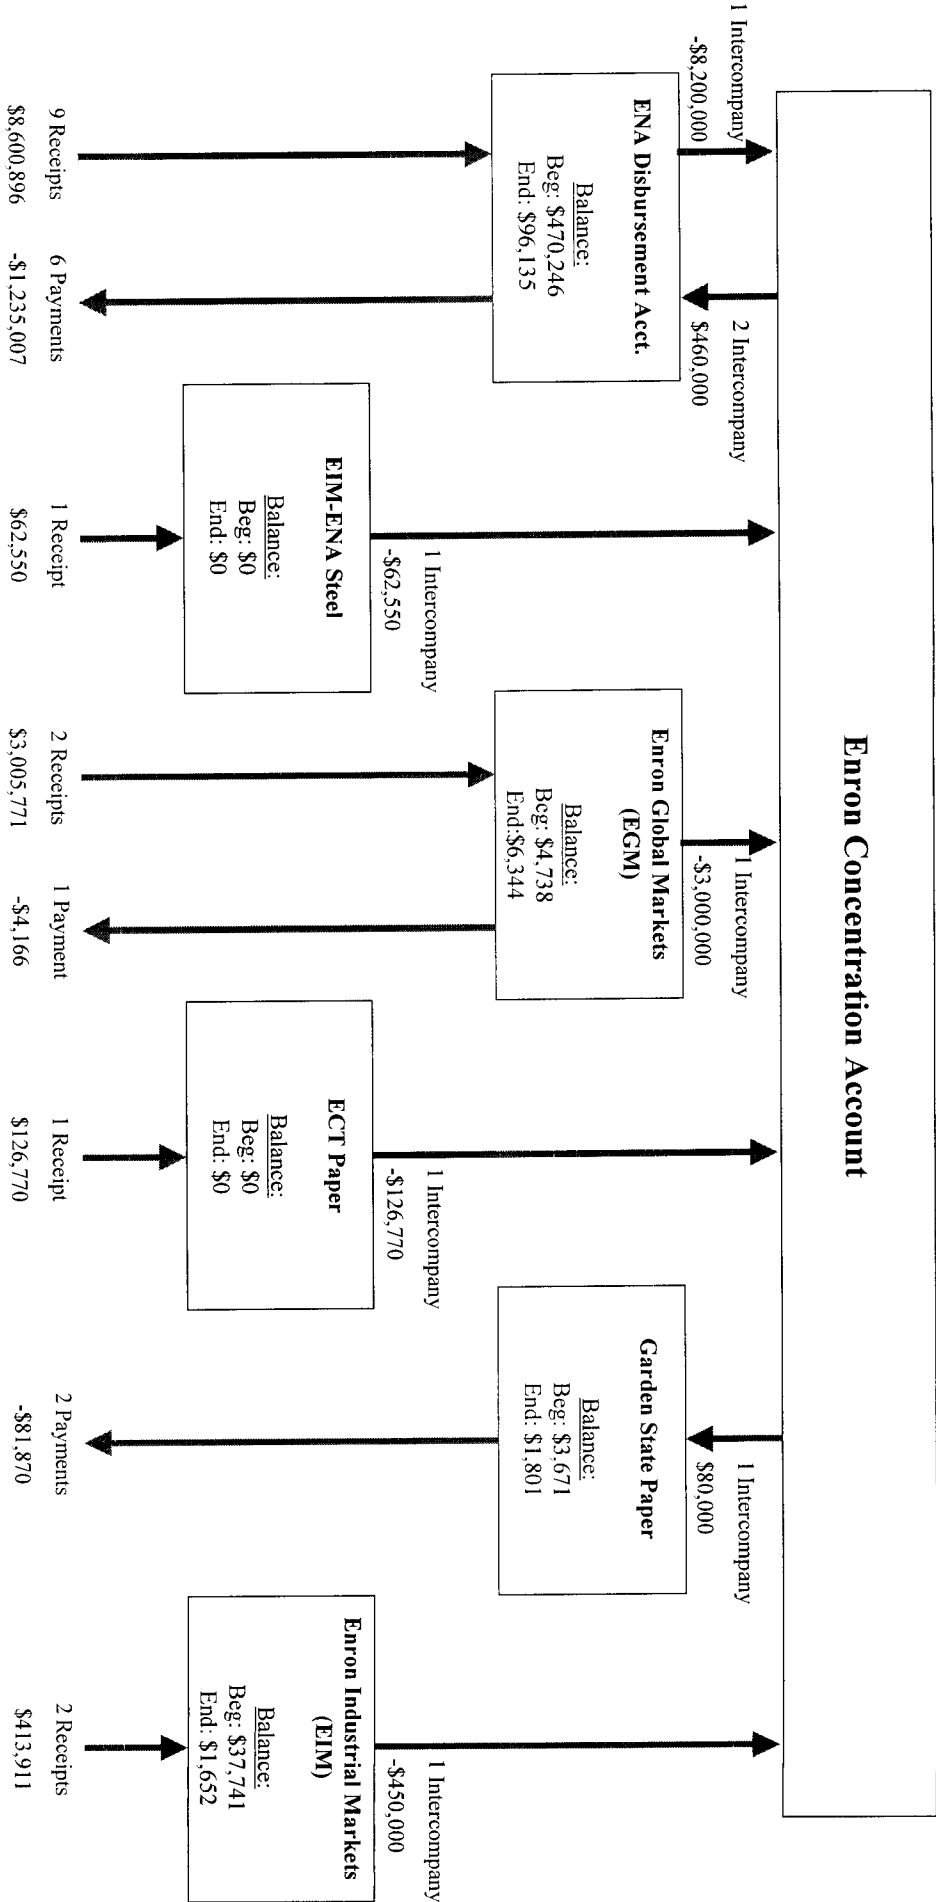 Enron Concentration Account
1 Intercompany
-$8,200,000
2 Intercompany
$460,000
ENA Disbursement Acct.
Balance:
Beg: $470,246
End: $96,135
9 Receipts
$8,600,896
6 Payments
-$1,235,007
1 Intercompany
-$62,550
EIM-ENA Steel
Balance:
Beg: $0
End: $0
1 Receipt
$62,550
1 Intercompany
-$3,000,000
Enron Global Markets
(EGM)
Balance:
Beg: $4,738
End:$6,344
2 Receipts
$3,005,771
1 Payment
-$4,166
1 Intercompany
-$126,770
ECT Paper
Balance:
Beg: $0
End: $0
1 Receipt
$126,770
1 Intercompany
$80,000
Garden State Paper
Balance:
Beg: $3,671
End: $1,801
2 Payments
-$81,870
1 Intercompany
-$450,000
Enron Industrial Markets
(EIM)
Balance:
Beg: $37,741
End: $1,652
2 Receipts
$413,911